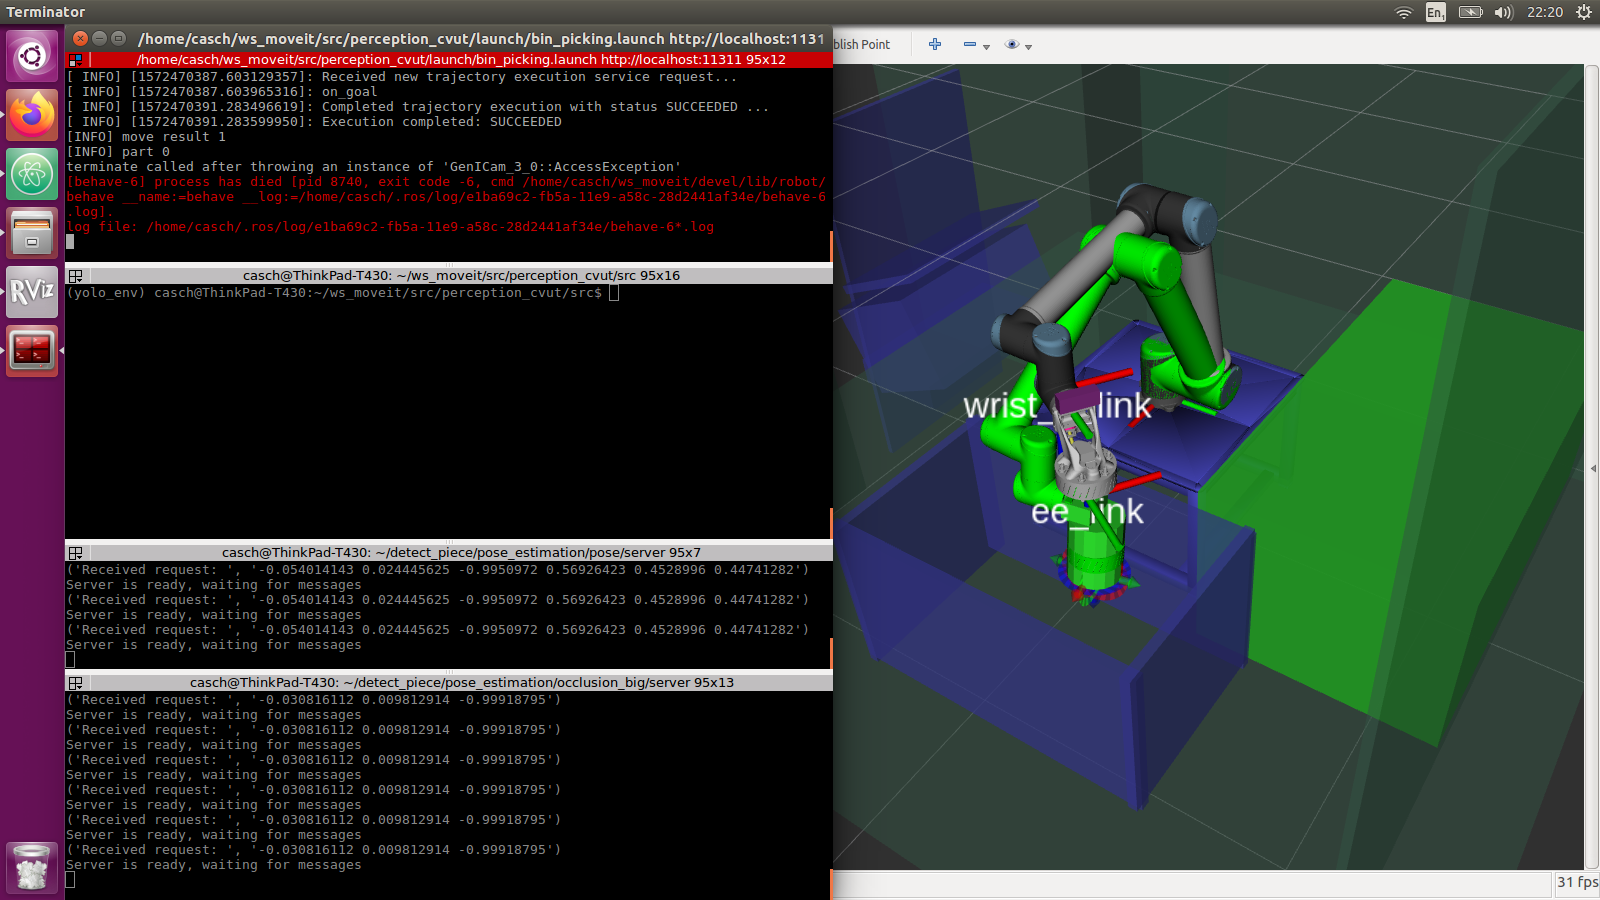 Terminator
En₁
22:20
/home/casch/ws_moveit/src/perception_cvut/launch/bin_picking.launch http://localhost:1131
/home/casch/ws_moveit/src/perception_cvut/launch/bin_picking.launch http://localhost:11311 95x12
[ INFO] [1572470387.603129357]: Received new trajectory execution service request...
[ INFO] [1572470387.603965316]: on_goal
[ INFO] [1572470391.283496619]: Completed trajectory execution with status SUCCEEDED ...
[ INFO] [1572470391.283599950]: Execution completed: SUCCEEDED
[INFO] move result 1
[INFO] part 0
terminate called after throwing an instance of 'GenICam_3_0::AccessException'
[behave-6] process has died [pid 8740, exit code -6, cmd /home/casch/ws_moveit/devel/lib/robot/
behave __name:=behave __log:=/home/casch/.ros/log/e1ba69c2-fb5a-11e9-a58c-28d2441af34e/behave-6
.log].
log file: /home/casch/.ros/log/e1ba69c2-fb5a-11e9-a58c-28d2441af34e/behave-6*.log
casch@ThinkPad-T430: ~/ws_moveit/src/perception_cvut/src 95x16
(yolo_env) casch@ThinkPad-T430:~/ws_moveit/src/perception_cvut/src$
casch@ThinkPad-T430: ~/detect_piece/pose_estimation/pose/server 95x7
('Received request: ', '-0.054014143 0.024445625 -0.9950972 0.56926423 0.4528996 0.44741282')
Server is ready, waiting for messages
('Received request: ', '-0.054014143 0.024445625 -0.9950972 0.56926423 0.4528996 0.44741282')
Server is ready, waiting for messages
('Received request: ', '-0.054014143 0.024445625 -0.9950972 0.56926423 0.4528996 0.44741282')
Server is ready, waiting for messages
casch@ThinkPad-T430: ~/detect_piece/pose_estimation/occlusion_big/server 95x13
('Received request: ', '-0.030816112 0.009812914 -0.99918795')
Server is ready, waiting for messages
('Received request: ', '-0.030816112 0.009812914 -0.99918795')
Server is ready, waiting for messages
('Received request: ', '-0.030816112 0.009812914 -0.99918795')
Server is ready, waiting for messages
('Received request: ', '-0.030816112 0.009812914 -0.99918795')
Server is ready, waiting for messages
('Received request: ', '-0.030816112 0.009812914 -0.99918795')
Server is ready, waiting for messages
('Received request: ', '-0.030816112 0.009812914 -0.99918795')
Server is ready, waiting for messages
RViz
blish Point
wrist_ link
ee_link
31 fps